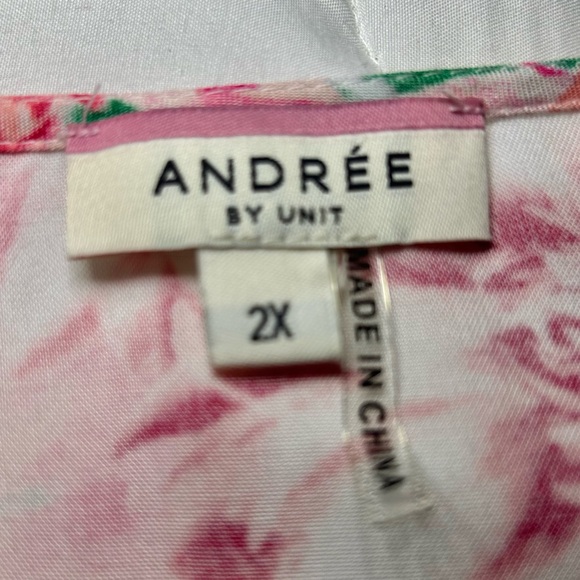 ANDRÉE
BY UNIT
2X
MADE IN CHINA